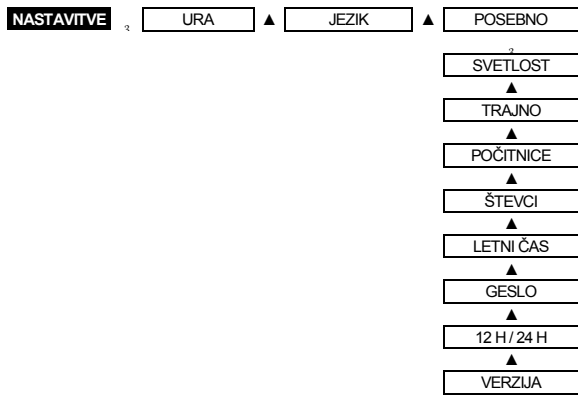 NASTAVITVE URA ▲ JEZIK ▲ POSEBNO
SVETLOST
▲
TRAJNO
▲
POČITNICE
▲
ŠTEVCI
▲
LETNI ČAS
▲
GESLO
▲
12 H / 24 H
▲
VERZIJA